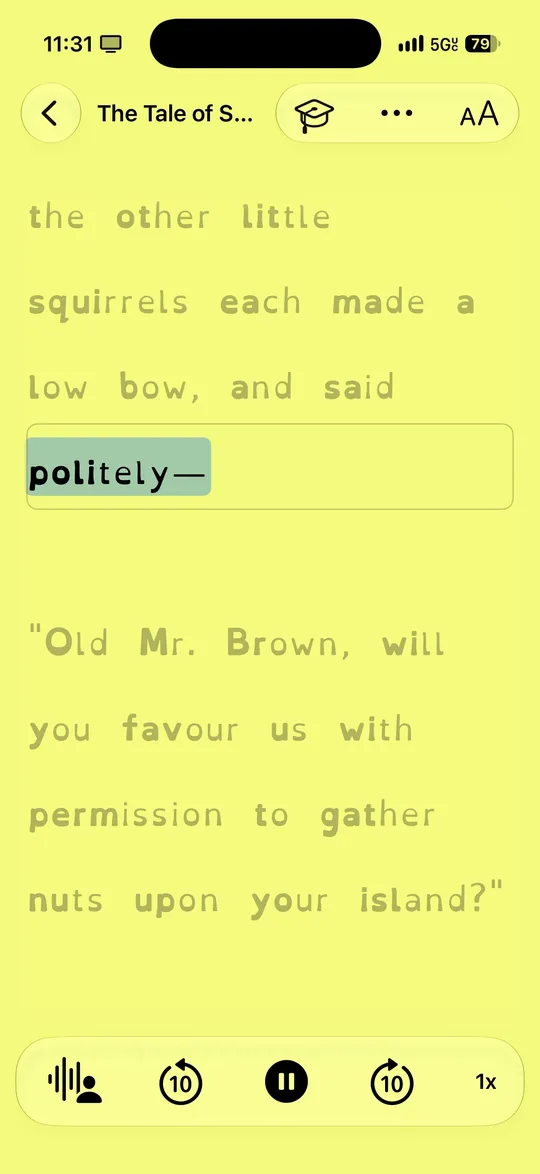 11:31 5GUC 79
The Tale of S... AA
the other little
squirrels each made a
low bow, and said
politely—
"Old Mr. Brown, will
you favour us with
permission to gather
nuts upon your island?"
10 10 1x